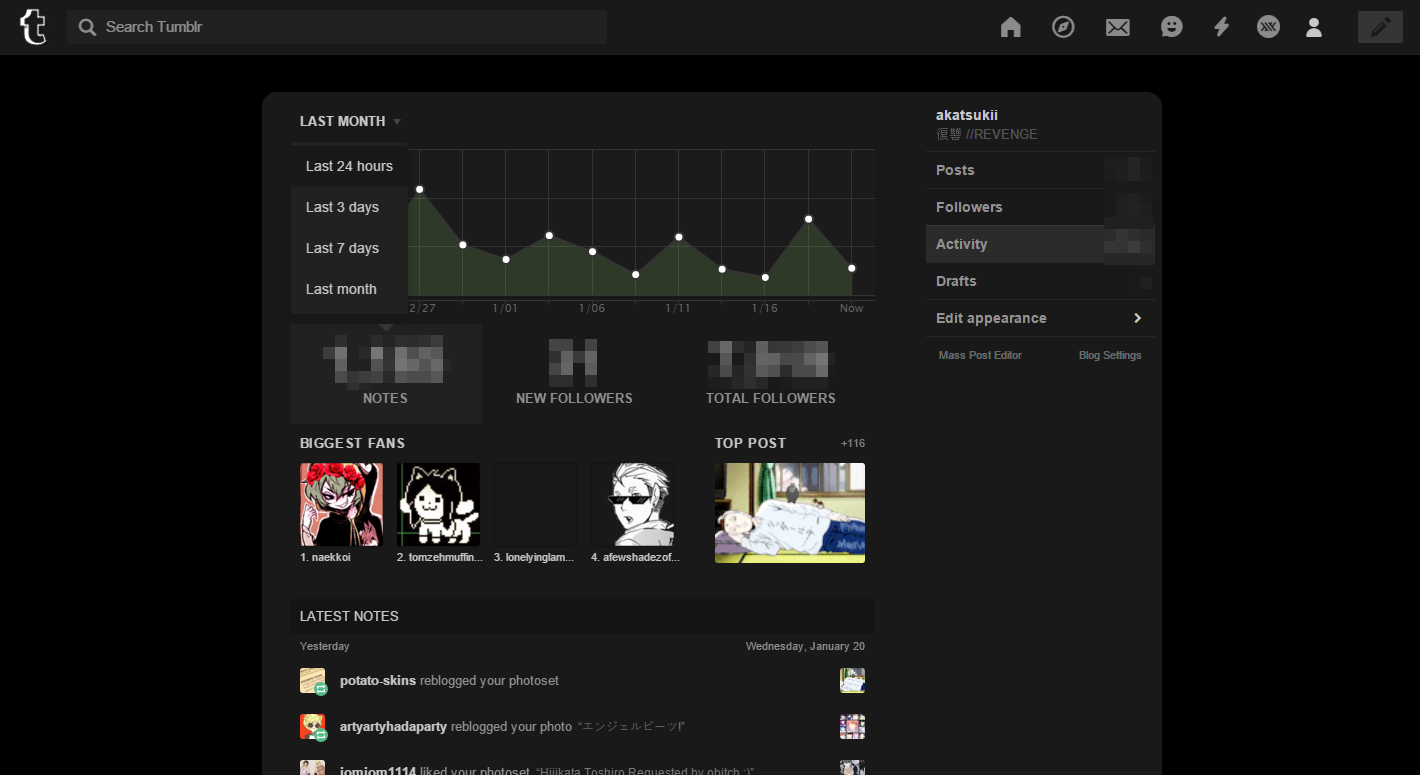 Search Tumblr
LAST MONTH
Last 24 hours
Last 3 days
Last 7 days
Last month
2/27 1/01 1/06 1/11 1/16 Now
NOTES
NEW FOLLOWERS
TOTAL FOLLOWERS
BIGGEST FANS
1. naekkoi
2. tomzehmuffin...
3. lonelyinglam...
4. afewshadezof...
TOP POST +116
LATEST NOTES
Yesterday Wednesday, January 20
potato-skins reblogged your photoset
artyartyhadaparty reblogged your photo “エンジェルビーツ!”
jomjom1114 liked your photoset “Hijikata Toshiro Requested by ohitch :)”
akatsukii
復讐 //REVENGE
Posts
Followers
Activity
Drafts
Edit appearance
Mass Post Editor Blog Settings